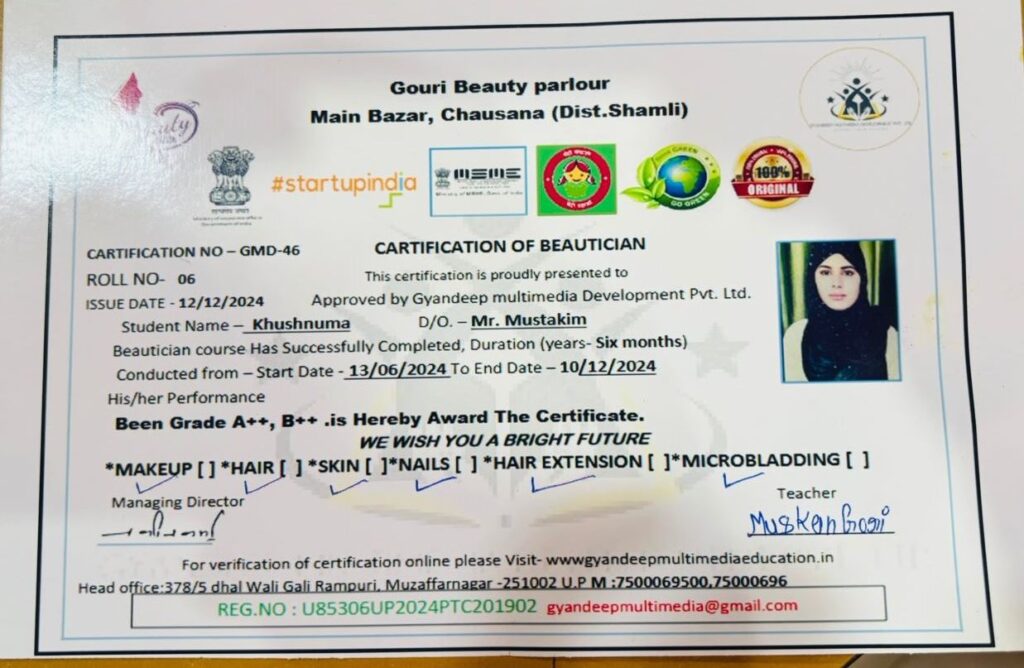 Gouri Beauty parlour
Main Bazar, Chausana (Dist.Shamli)
#startupindia
MSME
GO GREEN
100%
ORIGINAL
CARTIFICATION NO – GMD-46
CARTIFICATION OF BEAUTICIAN
ROLL NO- 06
This certification is proudly presented to
ISSUE DATE - 12/12/2024
Approved by Gyandeep multimedia Development Pvt. Ltd.
Student Name – Khushnuma D/O. – Mr. Mustakim
Beautician course Has Successfully Completed, Duration (years- Six months)
Conducted from – Start Date - 13/06/2024 To End Date – 10/12/2024
His/her Performance
Been Grade A++, B++ .is Hereby Award The Certificate.
WE WISH YOU A BRIGHT FUTURE
*MAKEUP [ ] *HAIR [ ] *SKIN [ ]*NAILS [ ] *HAIR EXTENSION [ ]*MICROBLADDING [ ]
Managing Director
Teacher
For verification of certification online please Visit- wwwgyandeepmultimediaeducation.in
Head office:378/5 dhal Wali Gali Rampuri, Muzaffarnagar -251002 U.P M :7500069500,75000696
REG.NO : U85306UP2024PTC201902 gyandeepmultimedia@gmail.com